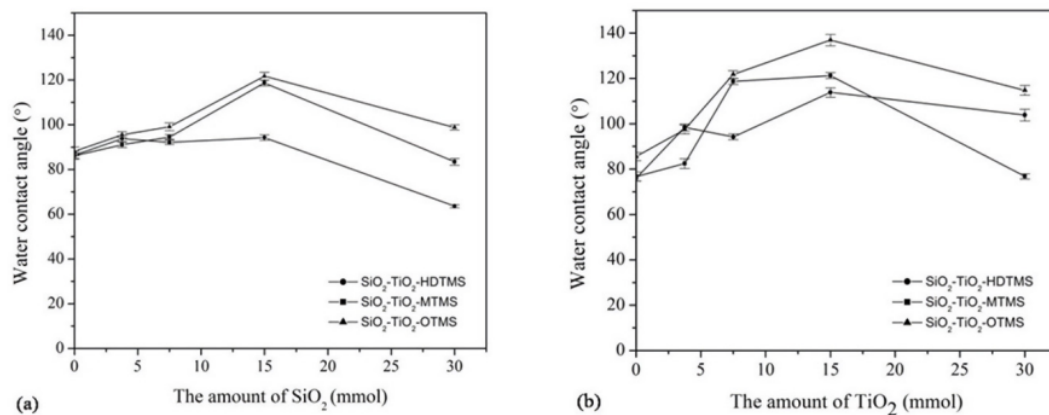 140
120
100
80
60
40
20
0
Water contact angle (°)
SiO₂-TiO₂-HDTMS
SiO₂-TiO₂-MTMS
SiO₂-TiO₂-OTMS
0 5 10 15 20 25 30
The amount of SiO₂ (mmol)
(a)
140
120
100
80
60
40
20
0
Water contact angle (°)
SiO₂-TiO₂-HDTMS
SiO₂-TiO₂-MTMS
SiO₂-TiO₂-OTMS
0 5 10 15 20 25 30
The amount of TiO₂ (mmol)
(b)